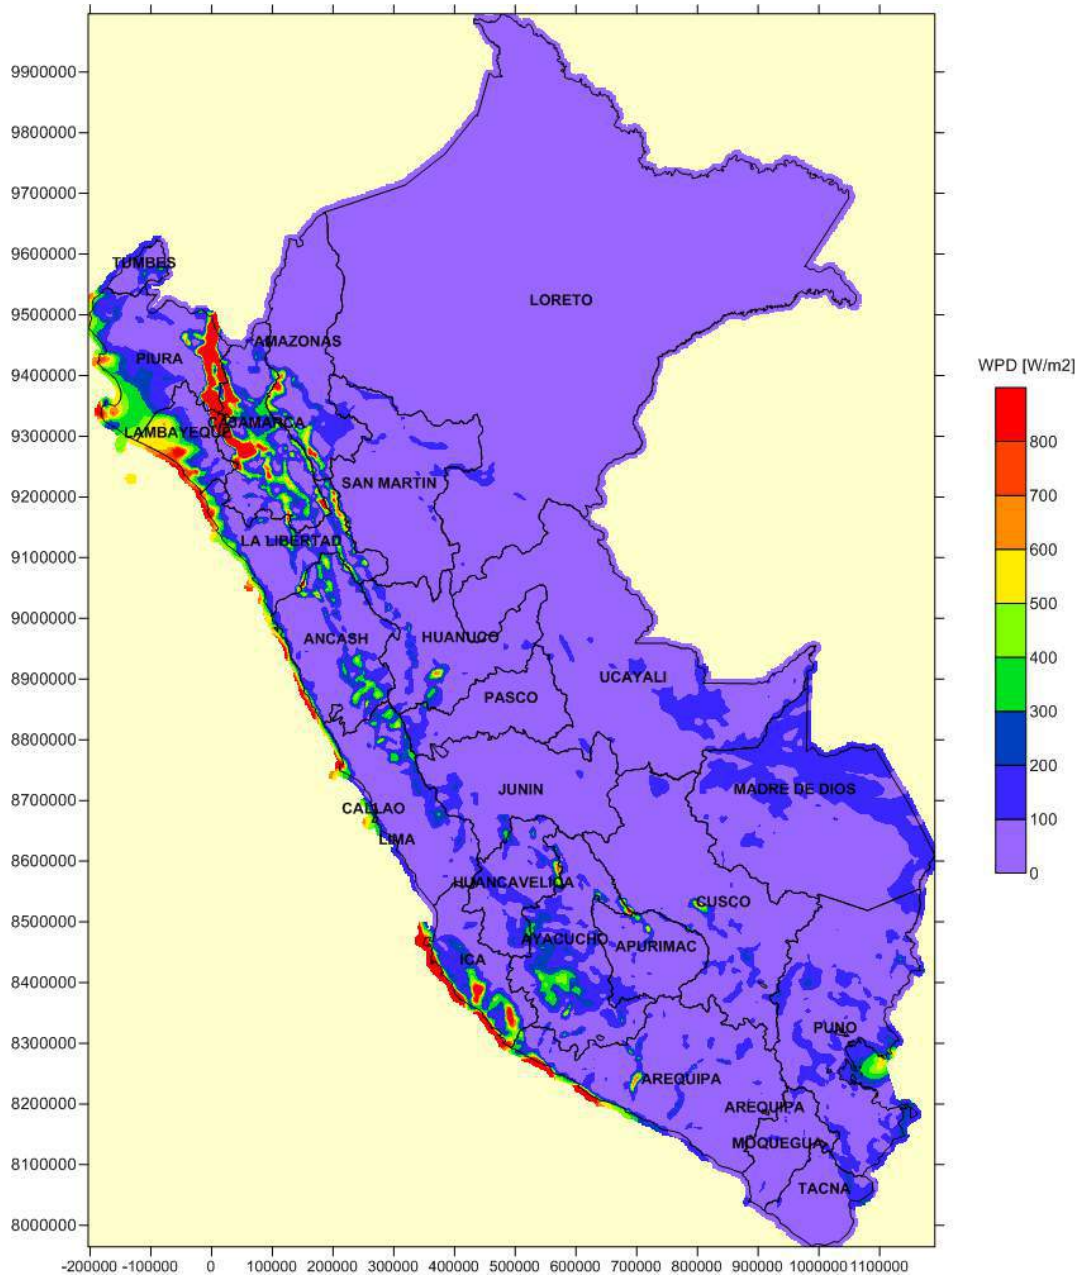 9900000
9800000
9700000
9600000
9500000
9400000
9300000
9200000
9100000
9000000
8900000
8800000
8700000
8600000
8500000
8400000
8300000
8200000
8100000
8000000
-200000 -100000 0 100000 200000 300000 400000 500000 600000 700000 800000 900000 1000000 1100000
TUMBES
LORETO
AMAZONAS
PIURA
CAJAMARCA
LAMBAYEQUE
SAN MARTIN
LA LIBERTAD
ANCASH
HUANUCO
UCAYALI
PASCO
JUNIN
MADRE DE DIOS
CALLAO
LIMA
HUANCAVELICA
CUSCO
AYACUCHO
APURIMAC
ICA
PUNO
AREQUIPA
AREQUIPA
MOQUEGUA
TACNA
WPD [W/m2]
800
700
600
500
400
300
200
100
0